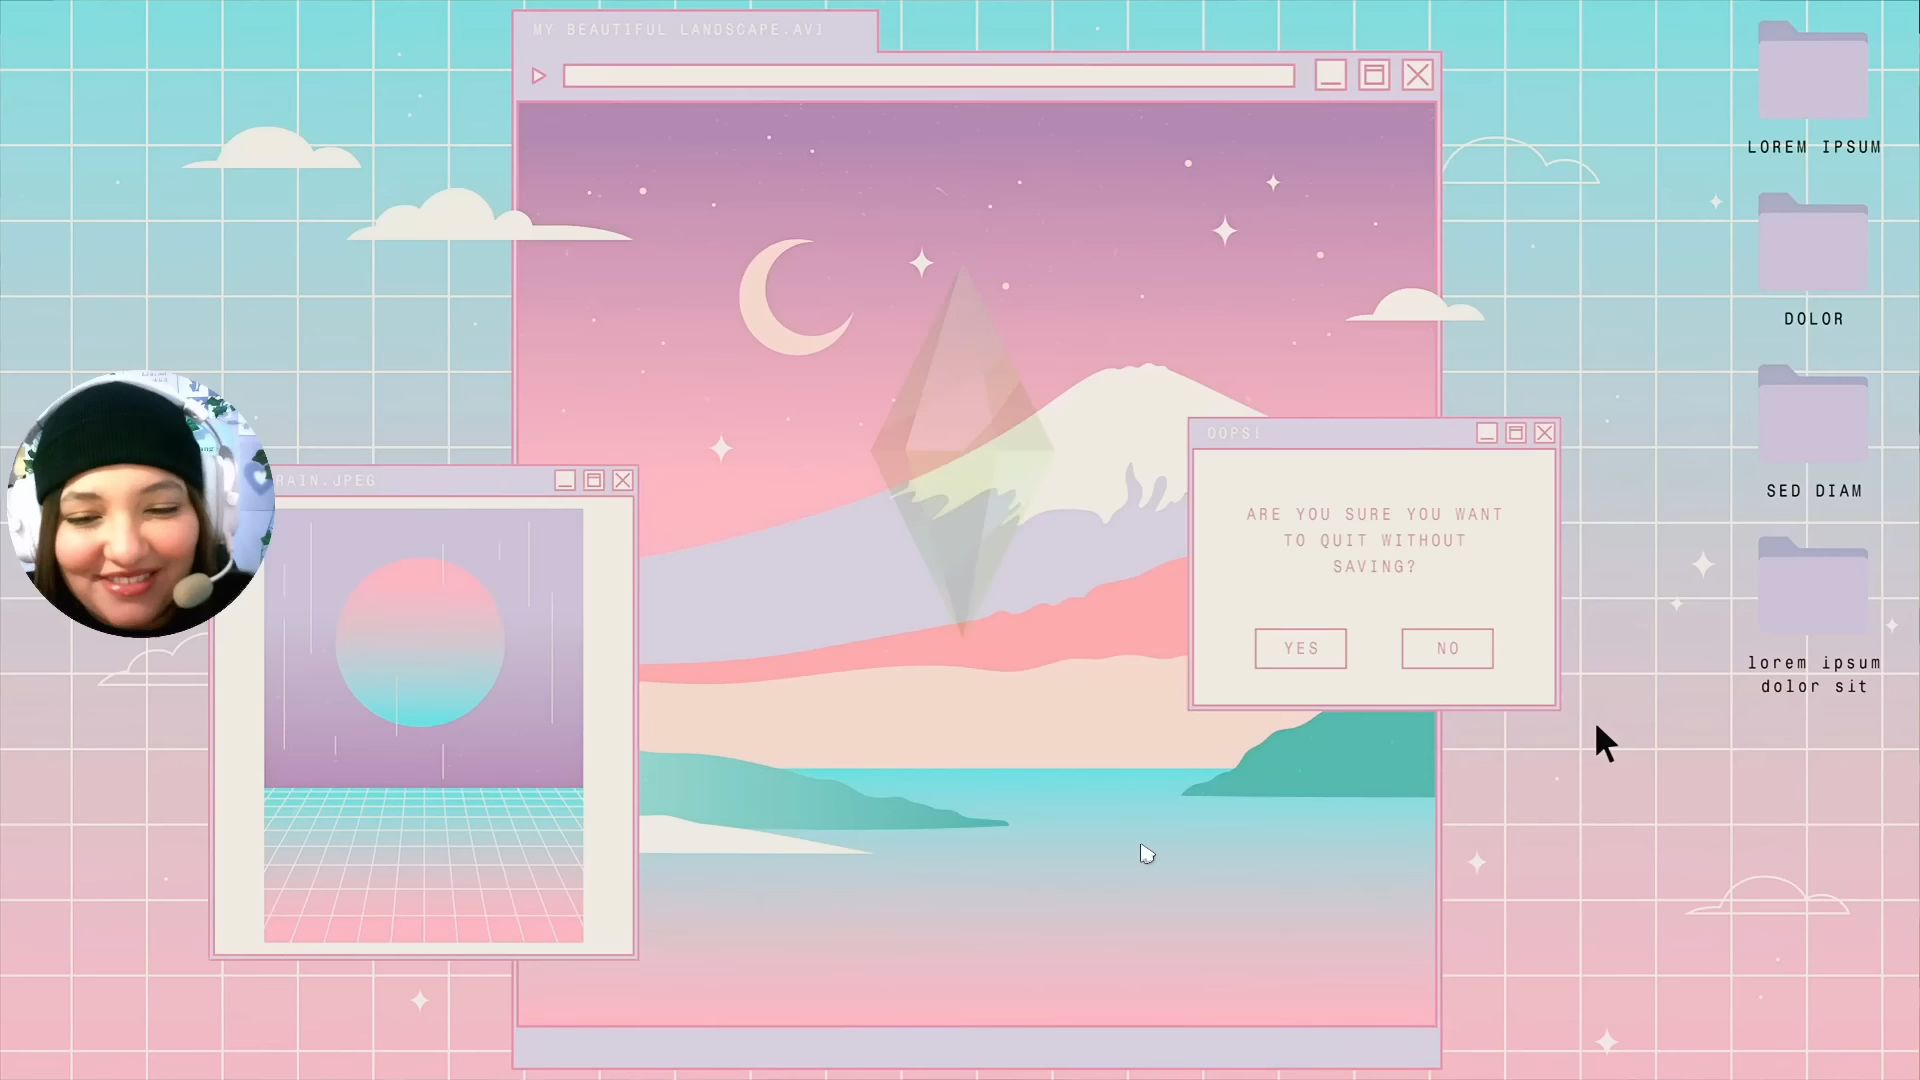 MY BEAUTIFUL LANDSCAPE.AVI
LOREM IPSUM
DOLOR
OOPS!
RAIN.JPEG
SED DIAM
ARE YOU SURE YOU WANT
TO QUIT WITHOUT
SAVING?
YES
NO
lorem ipsum
dolor sit